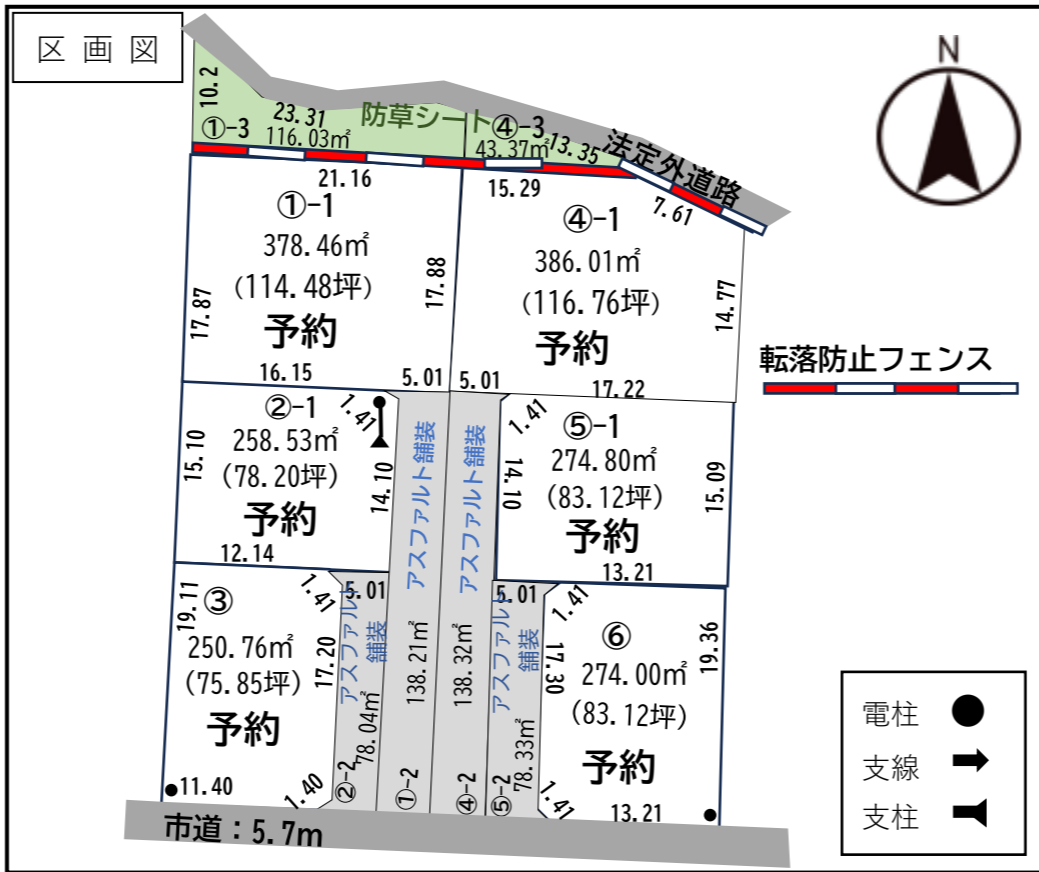 区画図
N
10.2
23.31
防草シート
①-3
116.03㎡
④-3
43.37㎡
13.35
法定外道路
21.16
15.29
7.61
①-1
378.46㎡
(114.48坪)
予約
17.87
17.88
16.15
5.01
④-1
386.01㎡
(116.76坪)
予約
14.77
5.01
17.22
転落防止フェンス
②-1
1.41
258.53㎡
(78.20坪)
予約
15.10
14.10
12.14
アスファルト舗装
138.21㎡
①-2
アスファルト舗装
138.32㎡
④-2
⑤-1
1.41
274.80㎡
(83.12坪)
予約
14.10
15.09
13.21
③
1.41
19.11
250.76㎡
(75.85坪)
予約
17.20
11.40
1.40
5.01
アスファルト
舗装
78.04㎡
②-2
5.01
アスファルト
舗装
78.33㎡
⑤-2
⑥
1.41
274.00㎡
(83.12坪)
予約
17.30
19.36
1.41
13.21
市道：5.7m
電柱
支線
支柱